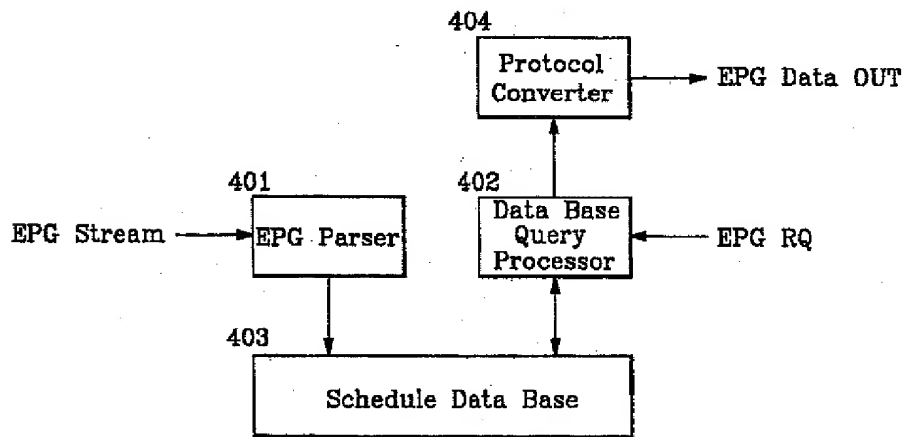 404
Protocol
Converter
EPG Data OUT
401
402
EPG Stream
EPG Parser
Data Base
Query
Processor
EPG RQ
403
Schedule Data Base